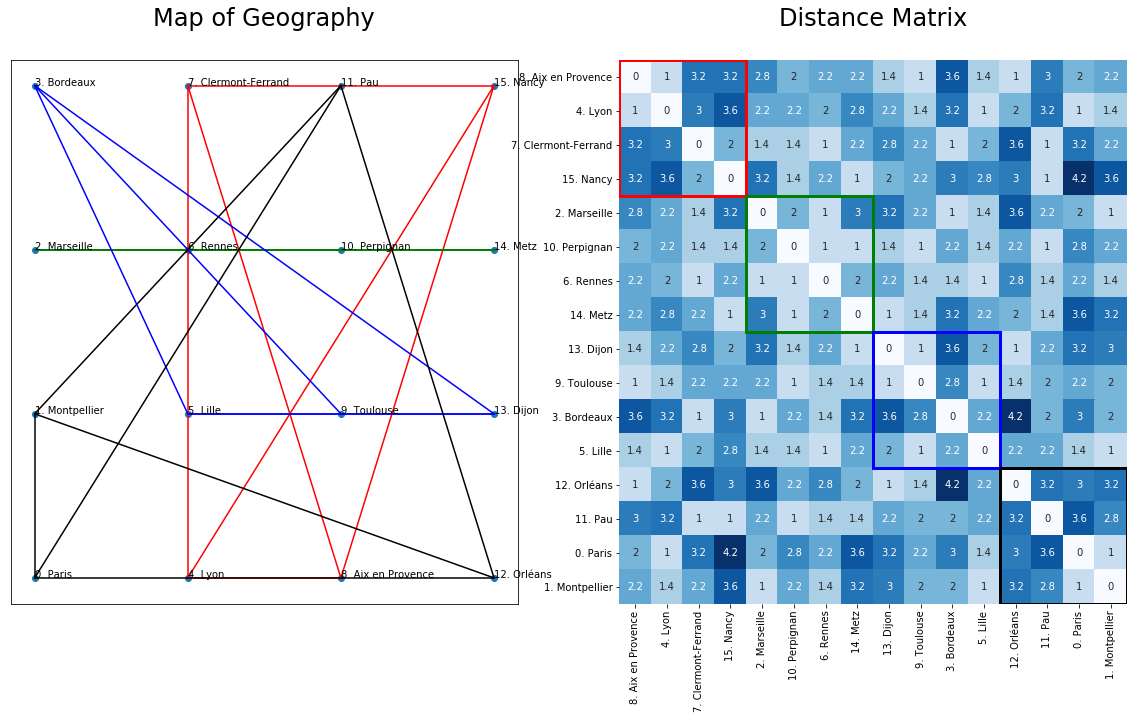 Map of Geography
3. Bordeaux
7. Clermont-Ferrand
11. Pau
15. Nancy
2. Marseille
6. Rennes
10. Perpignan
14. Metz
1. Montpellier
5. Lille
9. Toulouse
13. Dijon
0. Paris
4. Lyon
8. Aix en Provence
12. Orléans
Distance Matrix
8. Aix en Provence 0 1 3.2 3.2 2.8 2 2.2 2.2 1.4 1 3.6 1.4 1 3 2 2.2
4. Lyon 1 0 3 3.6 2.2 2.2 2 2.8 2.2 1.4 3.2 1 2 3.2 1 1.4
7. Clermont-Ferrand 3.2 3 0 2 1.4 1.4 1 2.2 2.8 2.2 1 2 3.6 1 3.2 2.2
15. Nancy 3.2 3.6 2 0 3.2 1.4 2.2 1 2 2.2 3 2.8 3 1 4.2 3.6
2. Marseille 2.8 2.2 1.4 3.2 0 2 1 3 3.2 2.2 1 1.4 3.6 2.2 2 1
10. Perpignan 2 2.2 1.4 1.4 2 0 1 1 1.4 1 2.2 1.4 2.2 1 2.8 2.2
6. Rennes 2.2 2 1 2.2 1 1 0 2 2.2 1.4 1.4 1 2.8 1.4 2.2 1.4
14. Metz 2.2 2.8 2.2 1 3 1 2 0 1 1.4 3.2 2.2 2 1.4 3.6 3.2
13. Dijon 1.4 2.2 2.8 2 3.2 1.4 2.2 1 0 1 3.6 2 1 2.2 3.2 3
9. Toulouse 1 1.4 2.2 2.2 2.2 1 1.4 1.4 1 0 2.8 1 1.4 2 2.2 2
3. Bordeaux 3.6 3.2 1 3 1 2.2 1.4 3.2 3.6 2.8 0 2.2 4.2 2 3 2
5. Lille 1.4 1 2 2.8 1.4 1.4 1 2.2 2 1 2.2 0 2.2 2.2 1.4 1
12. Orléans 1 2 3.6 3 3.6 2.2 2.8 2 1 1.4 4.2 2.2 0 3.2 3 3.2
11. Pau 3 3.2 1 1 2.2 1 1.4 1.4 2.2 2 2 2.2 3.2 0 3.6 2.8
0. Paris 2 1 3.2 4.2 2 2.8 2.2 3.6 3.2 2.2 3 1.4 3 3.6 0 1
1. Montpellier 2.2 1.4 2.2 3.6 1 2.2 1.4 3.2 3 2 2 1 3.2 2.8 1 0
8. Aix en Provence
4. Lyon
7. Clermont-Ferrand
15. Nancy
2. Marseille
10. Perpignan
6. Rennes
14. Metz
13. Dijon
9. Toulouse
3. Bordeaux
5. Lille
12. Orléans
11. Pau
0. Paris
1. Montpellier